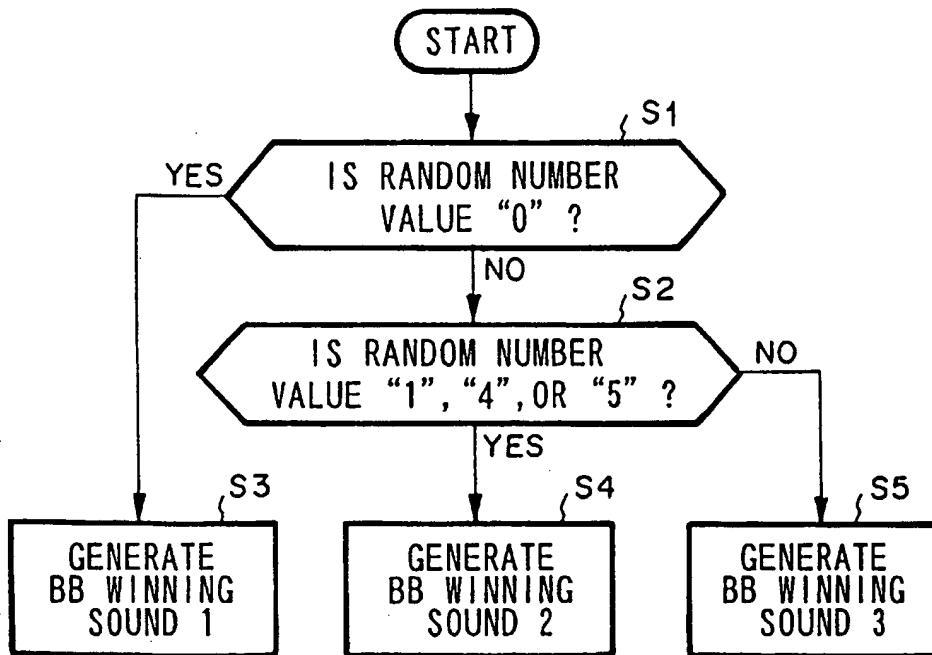 START
S1
IS RANDOM NUMBER
VALUE “0” ?
YES
NO
S2
IS RANDOM NUMBER
VALUE “1”, “4”, OR “5” ?
NO
YES
S3
GENERATE
BB WINNING
SOUND 1
S4
GENERATE
BB WINNING
SOUND 2
S5
GENERATE
BB WINNING
SOUND 3